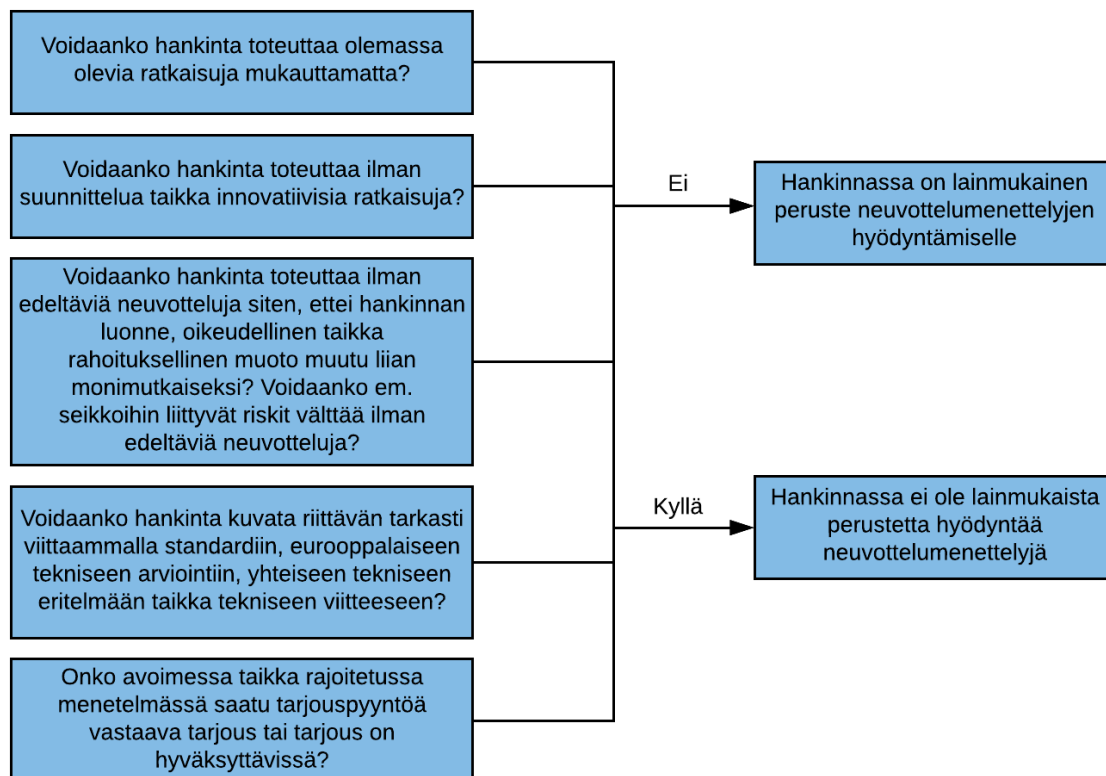 Voidaanko hankinta toteuttaa olemassa
olevia ratkaisuja mukauttamatta?
Voidaanko hankinta toteuttaa ilman
suunnittelua taikka innovatiivisia ratkaisuja?
Voidaanko hankinta toteuttaa ilman
edeltäviä neuvotteluja siten, ettei hankinnan
luonne, oikeudellinen taikka
rahoituksellinen muoto muutu liian
monimutkaiseksi? Voidaanko em.
seikkoihin liittyvät riskit välttää ilman
edeltäviä neuvotteluja?
Voidaanko hankinta kuvata riittävän tarkasti
viittaammalla standardiin, eurooppalaiseen
tekniseen arviointiin, yhteiseen tekniseen
eritelmään taikka tekniseen viitteeseen?
Onko avoimessa taikka rajoitetussa
menetelmässä saatu tarjouspyyntöä
vastaava tarjous tai tarjous on
hyväksyttävissä?
Ei
Hankinnassa on lainmukainen
peruste neuvottelumenettelyjen
hyödyntämiselle
Kyllä
Hankinnassa ei ole lainmukaista
perustetta hyödyntää
neuvottelumenettelyjä